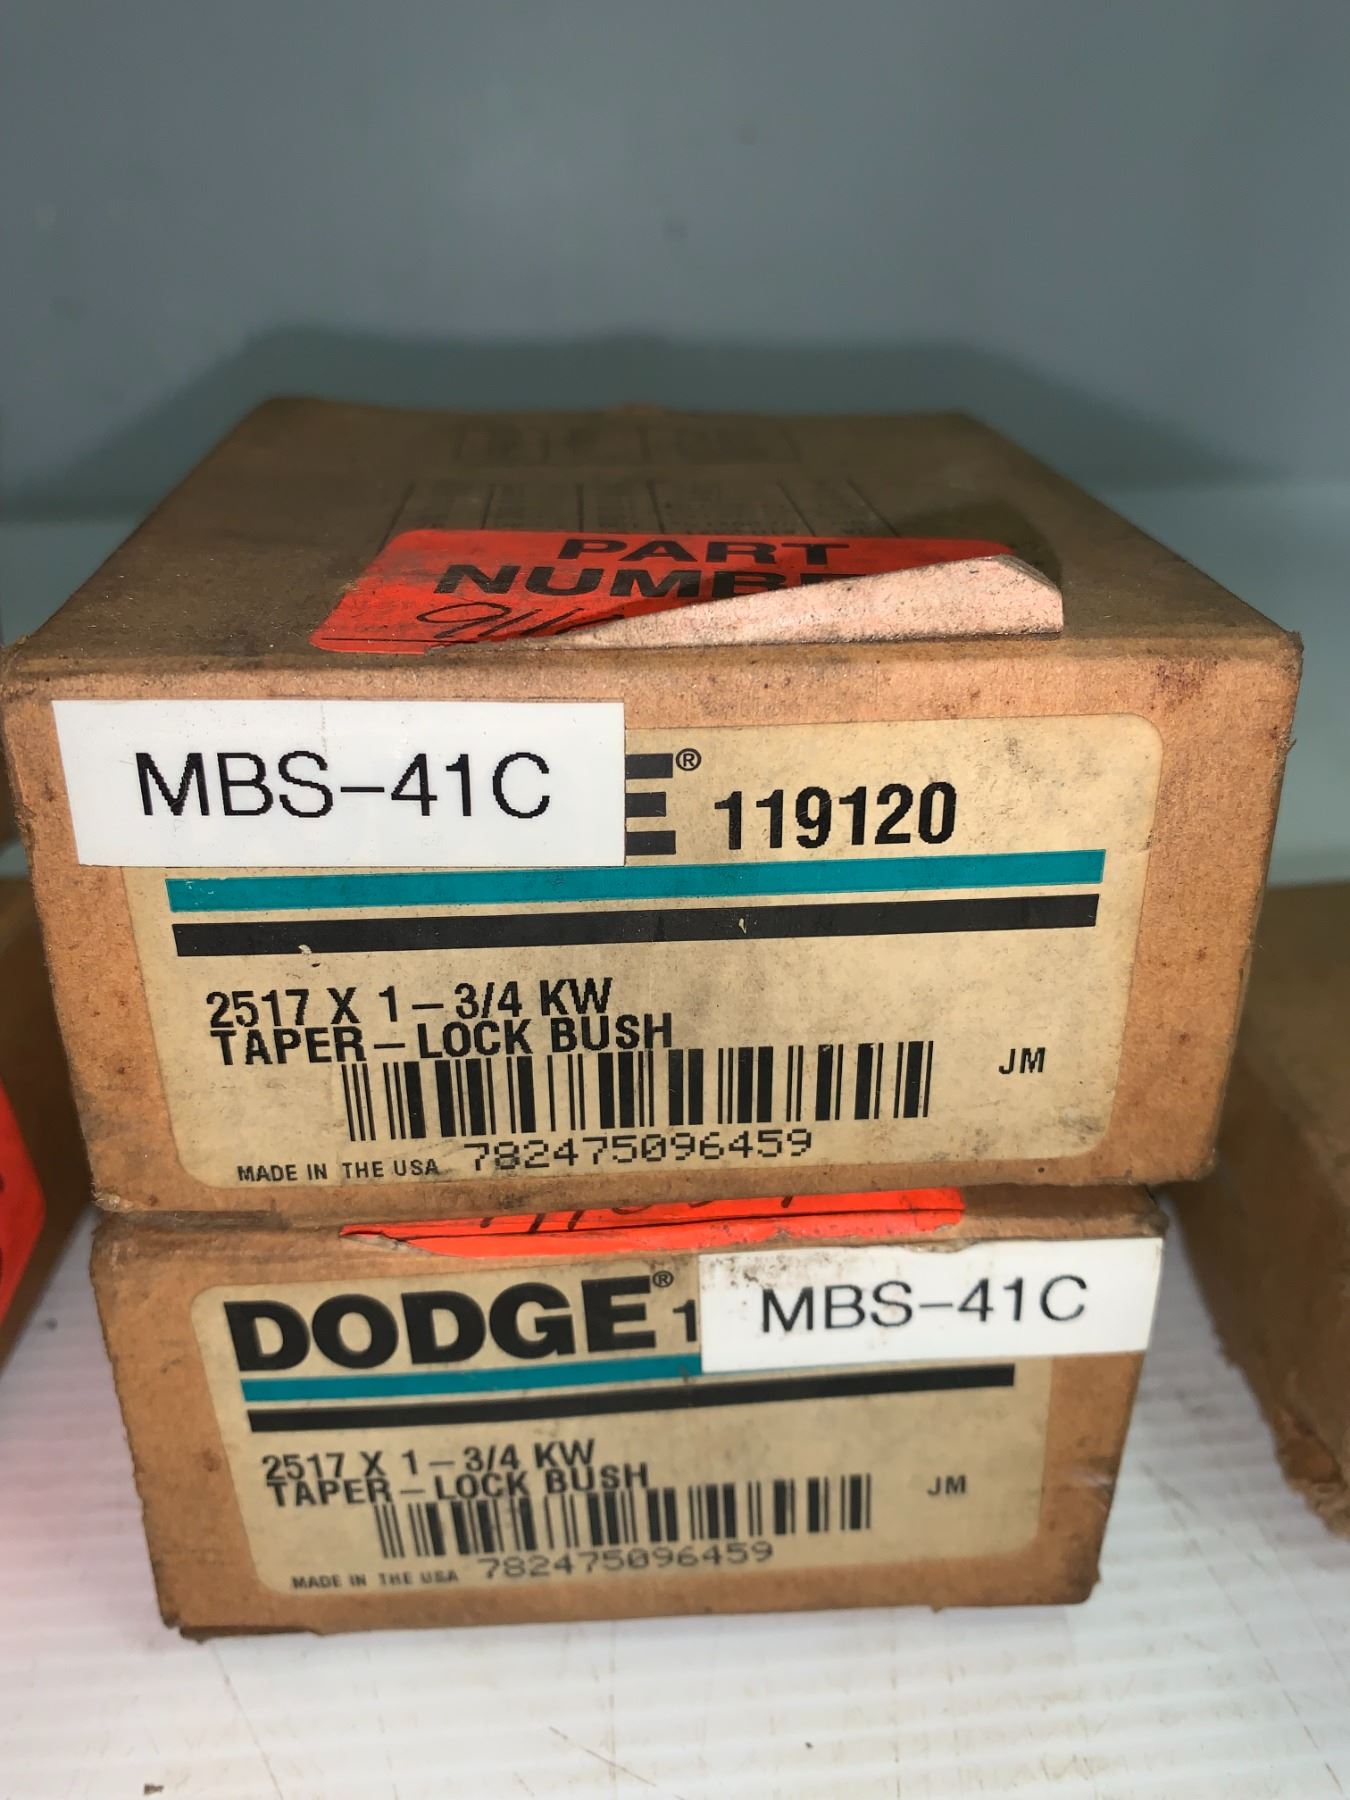 PART
MBS-41C
E® 119120
2517 X 1-3/4 KW
TAPER-LOCK BUSH
JM
MADE IN THE USA 782475096459
DODGE® 1
MBS-41C
2517 X 1-3/4 KW
TAPER-LOCK BUSH
JM
MADE IN THE USA 782475096459